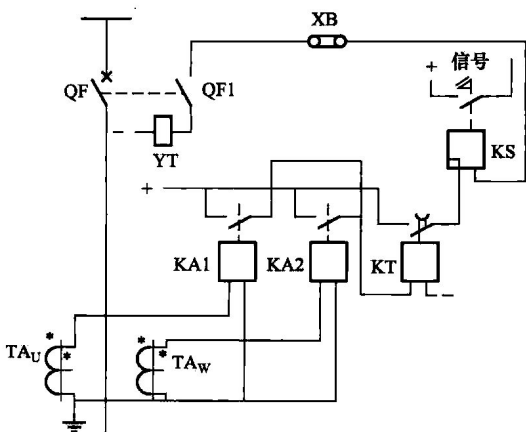 XB
QF
QF1
+
信号
YT
KS
+
KA1
KA2
KT
*
*
TAU
*
*
TAW